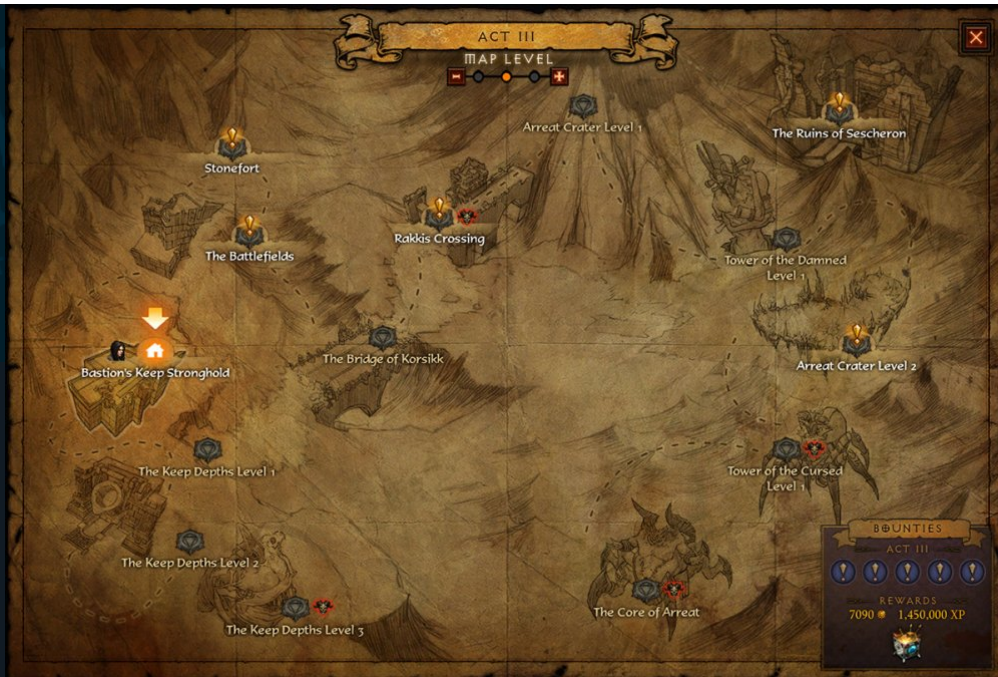 ACT III
MAP LEVEL
Arreat Crater Level 1
The Ruins of Sescheron
Stonefort
Rakkis Crossing
The Battlefields
Tower of the Damned
Level 1
The Bridge of Korsikk
Arreat Crater Level 2
Bastion's Keep Stronghold
The Keep Depths Level 1
Tower of the Cursed
Level 1
The Keep Depths Level 2
The Core of Arreat
The Keep Depths Level 3
BOUNTIES
ACT III
REWARDS
7090 1,450,000 XP